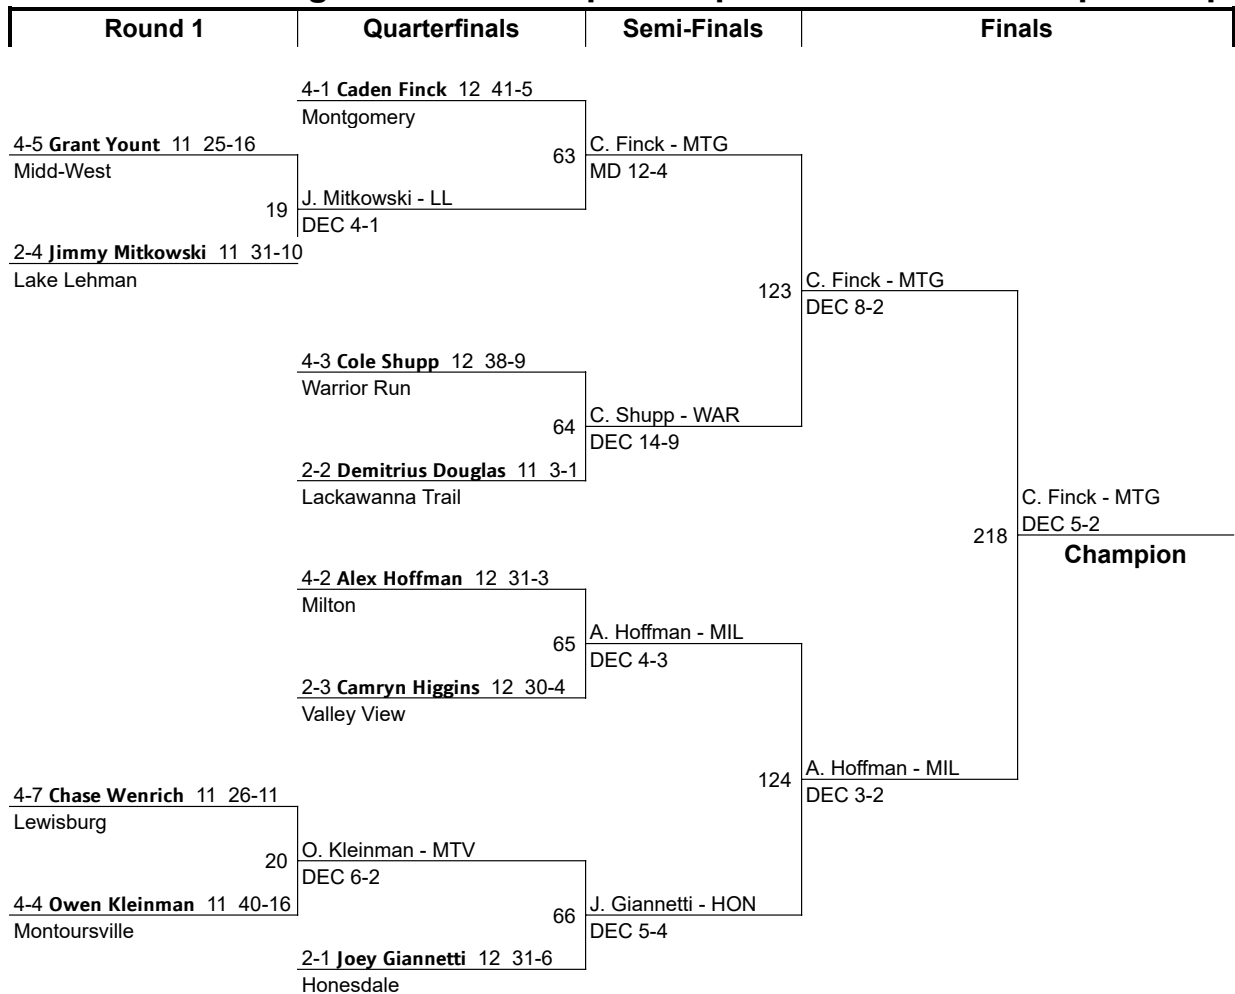 Round 1
Quarterfinals
Semi-Finals
Finals
4-1 Caden Finck 12 41-5
Montgomery
4-5 Grant Yount 11 25-16
Midd-West
63
C. Finck - MTG
MD 12-4
19
J. Mitkowski - LL
DEC 4-1
2-4 Jimmy Mitkowski 11 31-10
Lake Lehman
123
C. Finck - MTG
DEC 8-2
4-3 Cole Shupp 12 38-9
Warrior Run
64
C. Shupp - WAR
DEC 14-9
2-2 Demitrius Douglas 11 3-1
Lackawanna Trail
218
C. Finck - MTG
DEC 5-2
Champion
4-2 Alex Hoffman 12 31-3
Milton
65
A. Hoffman - MIL
DEC 4-3
2-3 Camryn Higgins 12 30-4
Valley View
124
A. Hoffman - MIL
DEC 3-2
4-7 Chase Wenrich 11 26-11
Lewisburg
20
O. Kleinman - MTV
DEC 6-2
4-4 Owen Kleinman 11 40-16
Montoursville
66
J. Giannetti - HON
DEC 5-4
2-1 Joey Giannetti 12 31-6
Honesdale